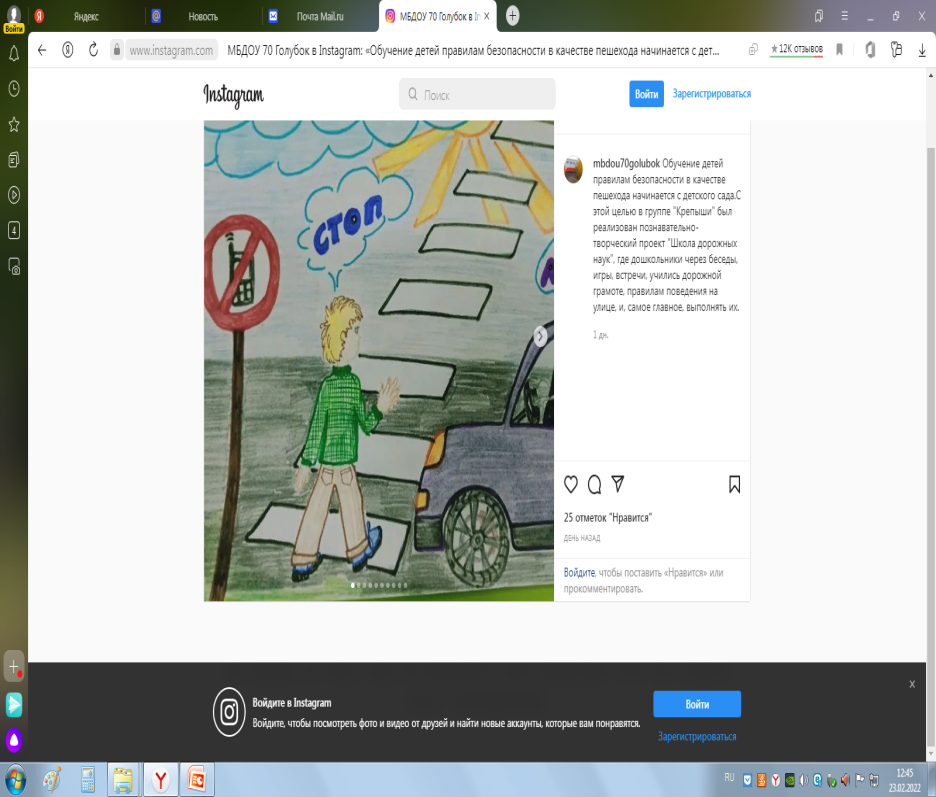 Яндекс
Новость
Почта Mail.ru
МБДОУ 70 Голубок в In
Войти
www.instagram.com
МБДОУ 70 Голубок в Instagram: «Обучение детей правилам безопасности в качестве пешехода начинается с дет...
12K отзывов
Instagram
Поиск
Войти
Зарегистрироваться
СТОП
mbdou70golubok Обучение детей
правилам безопасности в качестве
пешехода начинается с детского сада.С
этой целью в группе "Крепыши" был
реализован познавательно-
творческий проект "Школа дорожных
наук", где дошкольники через беседы,
игры, встречи, учились дорожной
грамоте, правилам поведения на
улице, и, самое главное, выполнять их.
1 дн.
4
25 отметок "Нравится"
ДЕНЬ НАЗАД
Войдите, чтобы поставить «Нравится» или
прокомментировать.
Войдите в Instagram
Войдите, чтобы посмотреть фото и видео от друзей и найти новые аккаунты, которые вам понравятся.
Войти
Зарегистрироваться
RU
12:45
23.02.2022